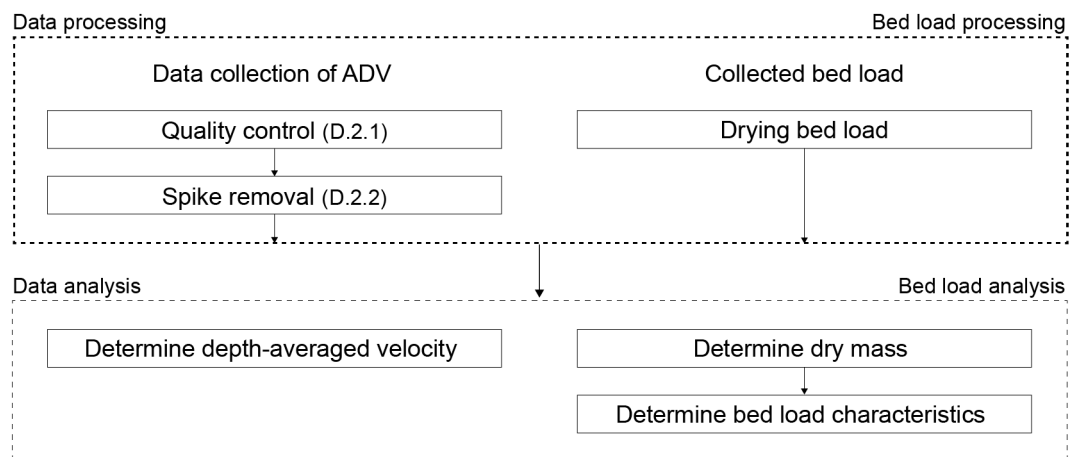 Data processing
Bed load processing
Data collection of ADV
Collected bed load
Quality control (D.2.1)
Drying bed load
Spike removal (D.2.2)
Data analysis
Bed load analysis
Determine depth-averaged velocity
Determine dry mass
Determine bed load characteristics